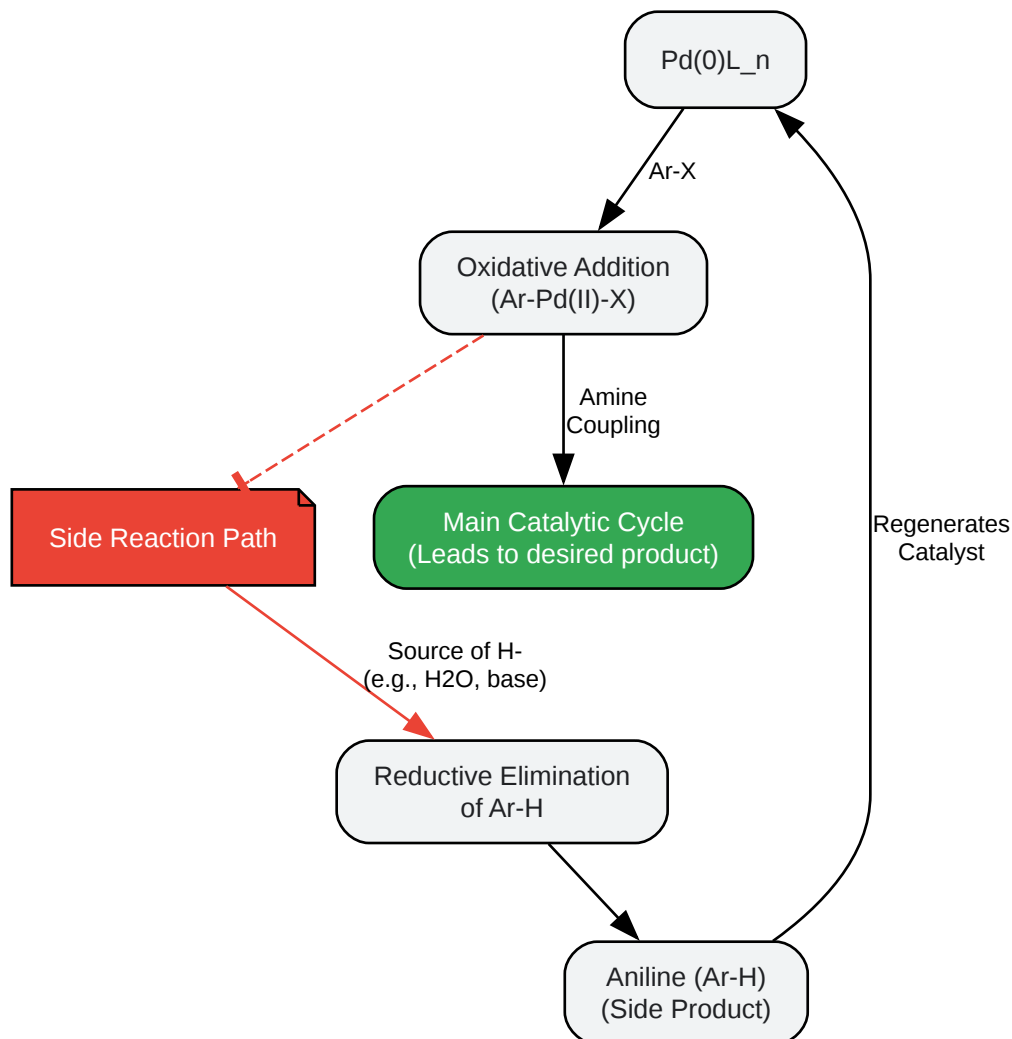 Pd(0)L_n
Ar-X
Oxidative Addition
(Ar-Pd(II)-X)
Amine
Coupling
Side Reaction Path
Main Catalytic Cycle
(Leads to desired product)
Regenerates
Catalyst
Source of H-
(e.g., H2O, base)
Reductive Elimination
of Ar-H
Aniline (Ar-H)
(Side Product)